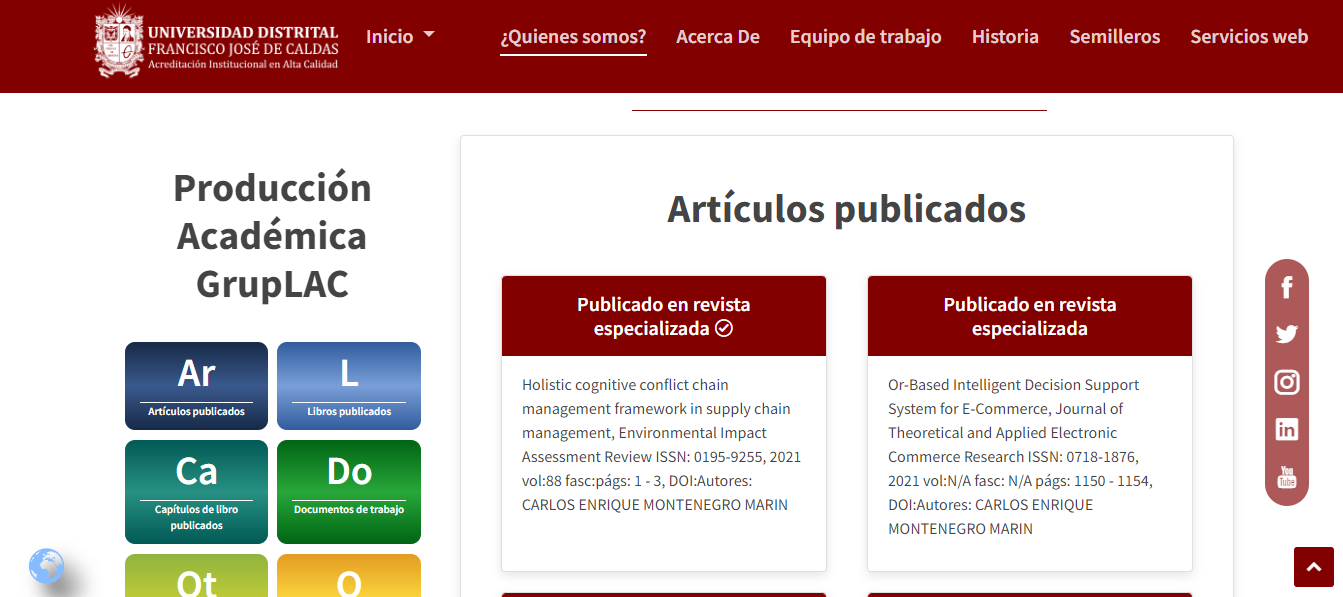 UNIVERSIDAD DISTRITAL
FRANCISCO JOSÉ DE CALDAS
Acreditación Institucional en Alta Calidad
Inicio
¿Quienes somos?
Acerca De
Equipo de trabajo
Historia
Semilleros
Servicios web
Producción
Académica
GrupLAC
Ar
Artículos publicados
L
Libros publicados
Ca
Capítulos de libro
publicados
Do
Documentos de trabajo
Ot
O
Artículos publicados
Publicado en revista
especializada
Holistic cognitive conflict chain
management framework in supply chain
management, Environmental Impact
Assessment Review ISSN: 0195-9255, 2021
vol:88 fasc:págs: 1 - 3, DOI:Autores:
CARLOS ENRIQUE MONTENEGRO MARIN
Publicado en revista
especializada
Or-Based Intelligent Decision Support
System for E-Commerce, Journal of
Theoretical and Applied Electronic
Commerce Research ISSN: 0718-1876,
2021 vol:N/A fasc: N/A págs: 1150 - 1154,
DOI:Autores: CARLOS ENRIQUE
MONTENEGRO MARIN
You
Tube